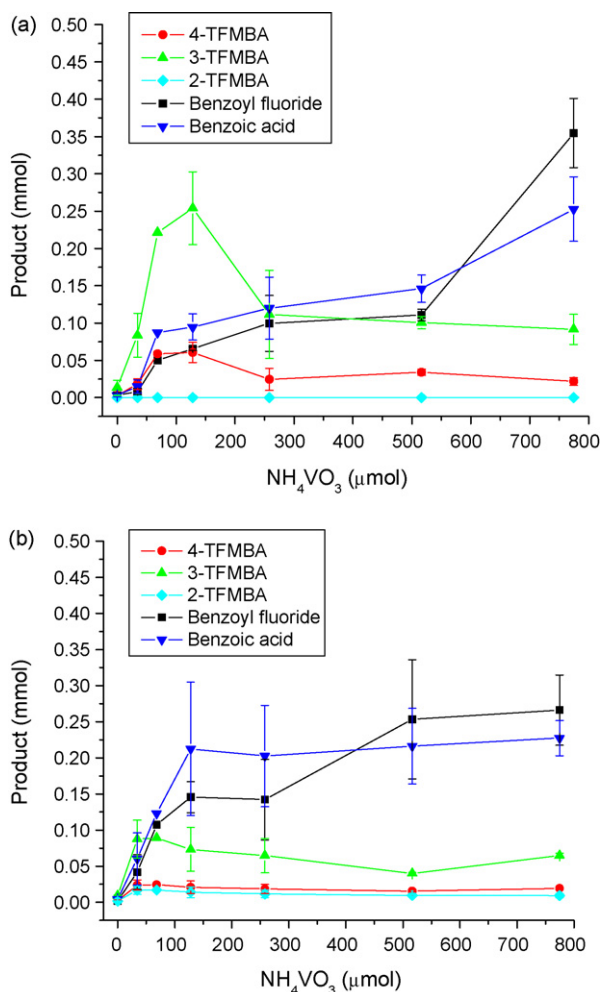 (a)
4-TFMBA
3-TFMBA
2-TFMBA
Benzoyl fluoride
Benzoic acid
Product (mmol)
0.50
0.45
0.40
0.35
0.30
0.25
0.20
0.15
0.10
0.05
0.00
0 100 200 300 400 500 600 700 800
NH₄VO₃ (μmol)
(b)
4-TFMBA
3-TFMBA
2-TFMBA
Benzoyl fluoride
Benzoic acid
Product (mmol)
0.50
0.45
0.40
0.35
0.30
0.25
0.20
0.15
0.10
0.05
0.00
0 100 200 300 400 500 600 700 800
NH₄VO₃ (μmol)